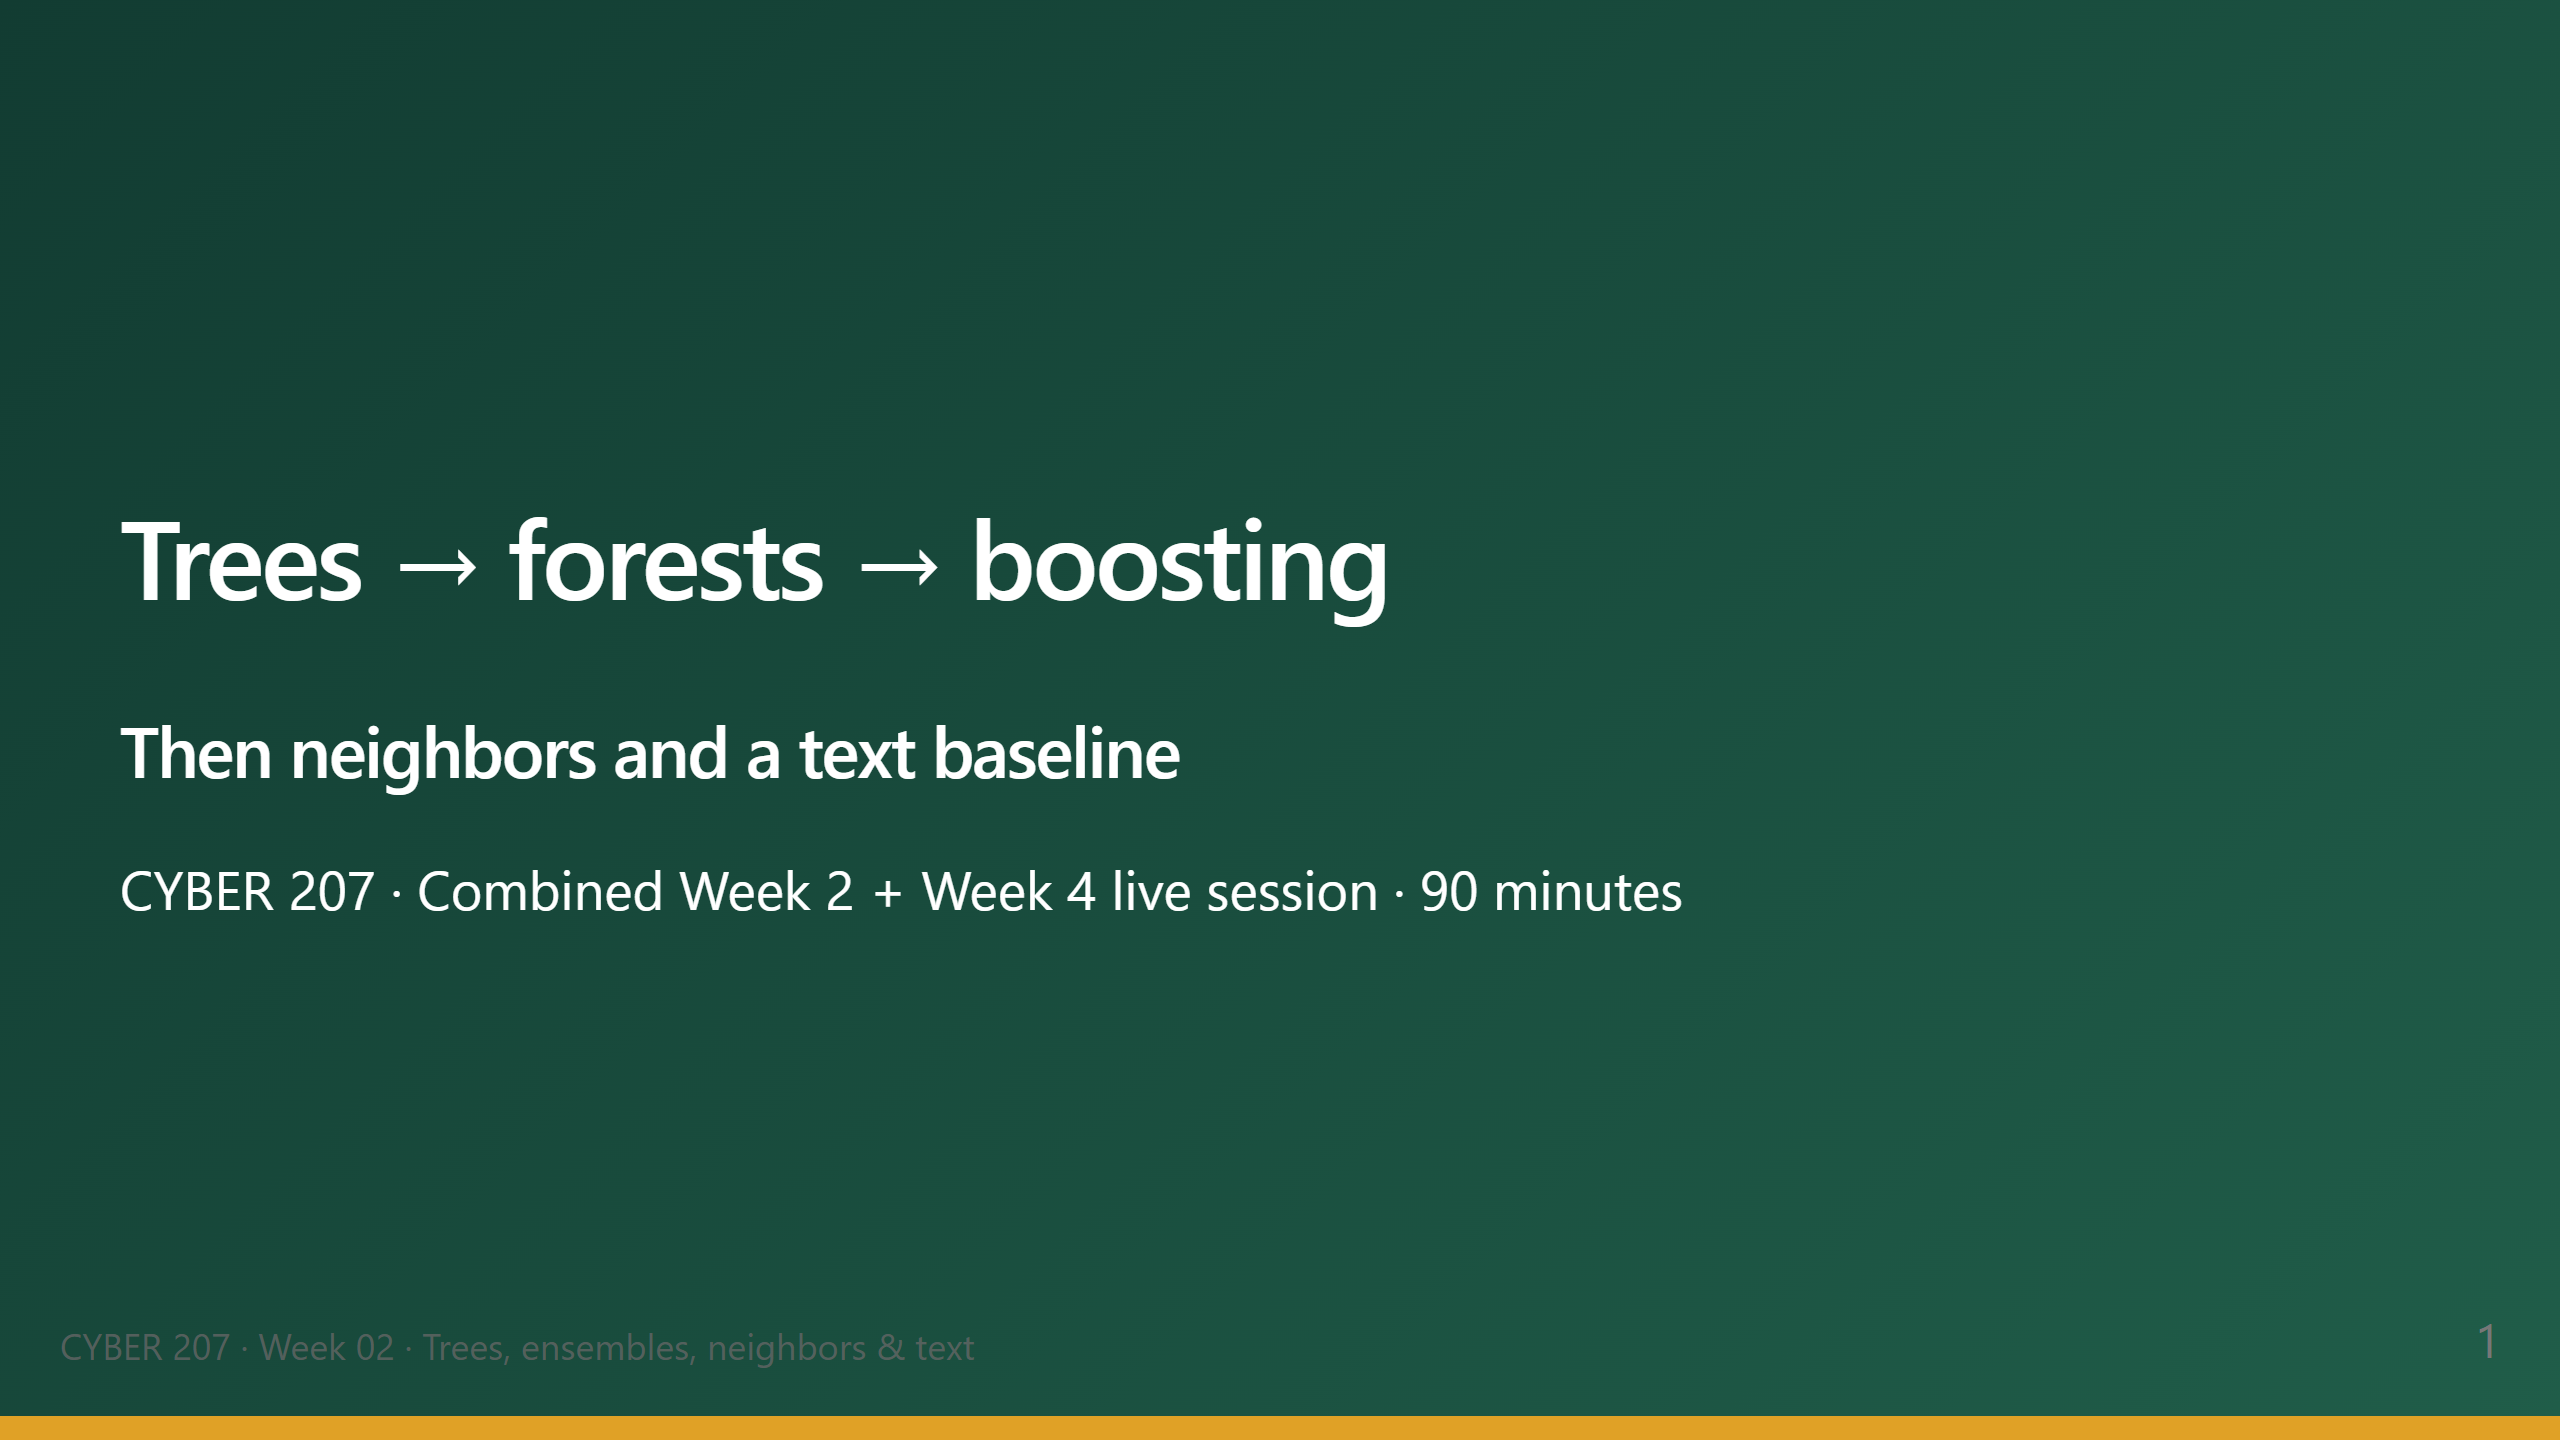 Trees → forests → boosting
Then neighbors and a text baseline
CYBER 207 · Combined Week 2 + Week 4 live session · 90 minutes
CYBER 207 · Week 02 · Trees, ensembles, neighbors & text
1